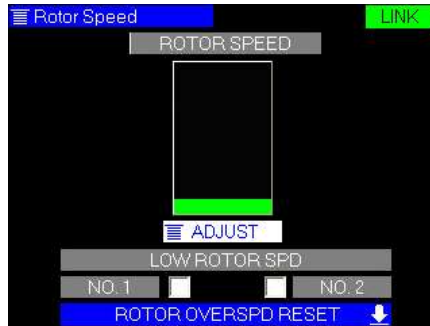 Rotor Speed LINK
ROTOR SPEED
ADJUST
LOW ROTOR SPD
NO. 1 NO. 2
ROTOR OVERSPD RESET